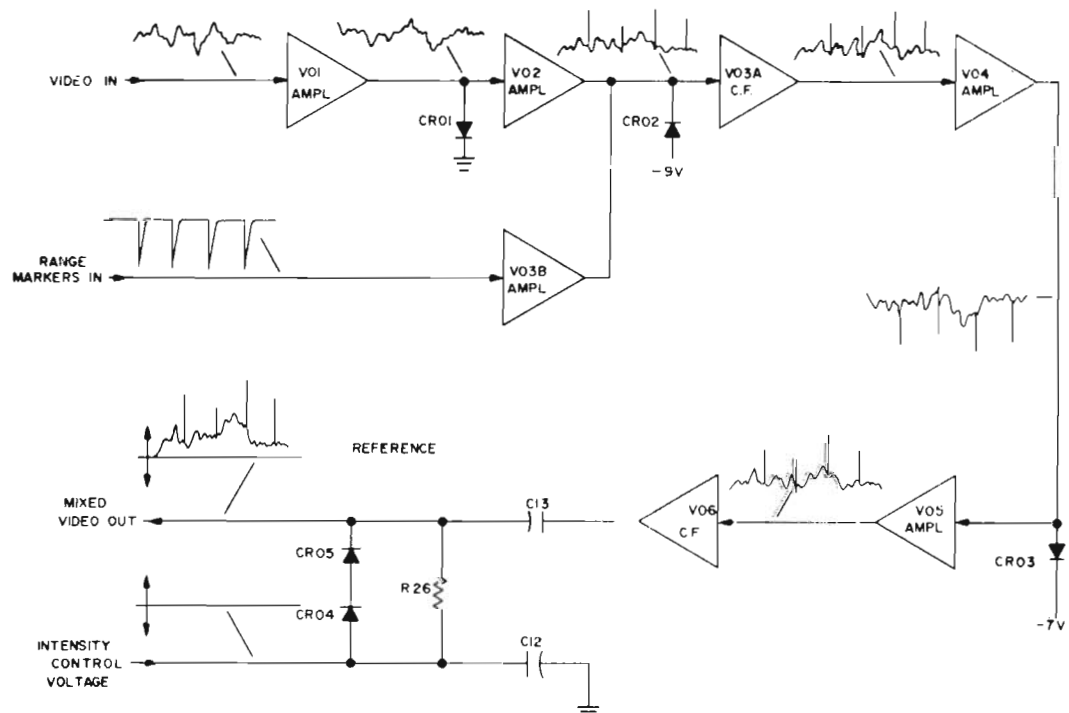 VIDEO IN
V01
AMPL
CR01
V02
AMPL
CR02
-9V
V03A
C.F.
V04
AMPL
RANGE
MARKERS IN
V03B
AMPL
REFERENCE
MIXED
VIDEO OUT
C13
V06
C F
V05
AMPL
CR03
-7V
CR05
CR04
R26
INTENSITY
CONTROL
VOLTAGE
C12